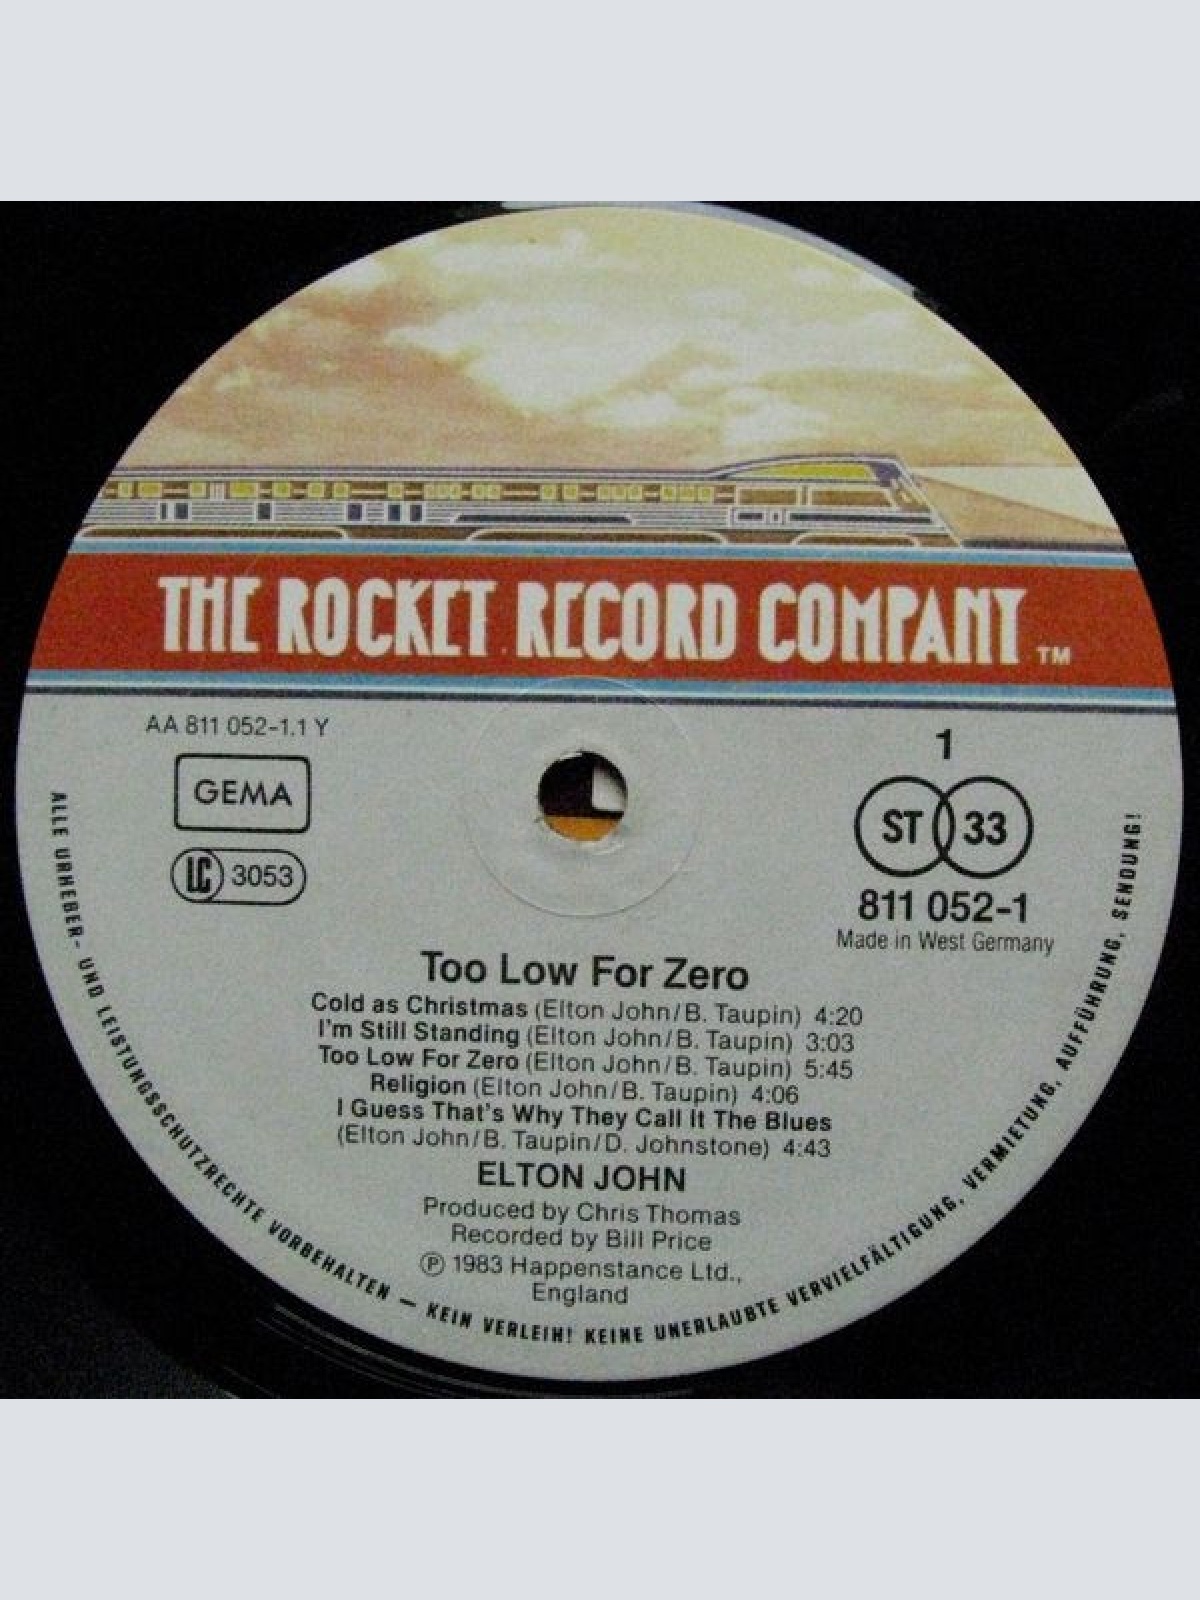 THE ROCKET RECORD COMPANY ™
AA 811 052-1.1 Y
GEMA
LC 3053
1
ST 33
811 052-1
Made in West Germany
Too Low For Zero
Cold as Christmas (Elton John/B. Taupin) 4:20
I'm Still Standing (Elton John/B. Taupin) 3:03
Too Low For Zero (Elton John/B. Taupin) 5:45
Religion (Elton John/B. Taupin) 4:06
I Guess That's Why They Call It The Blues
(Elton John/B. Taupin/D. Johnstone) 4:43
ELTON JOHN
Produced by Chris Thomas
Recorded by Bill Price
℗ 1983 Happenstance Ltd.,
England
ALLE URHEBER- UND LEISTUNGSSCHUTZRECHTE VORBEHALTEN – KEIN VERLEIH! KEINE UNERLAUBTE VERVIELFÄLTIGUNG, VERMIETUNG, AUFFÜHRUNG, SENDUNG!